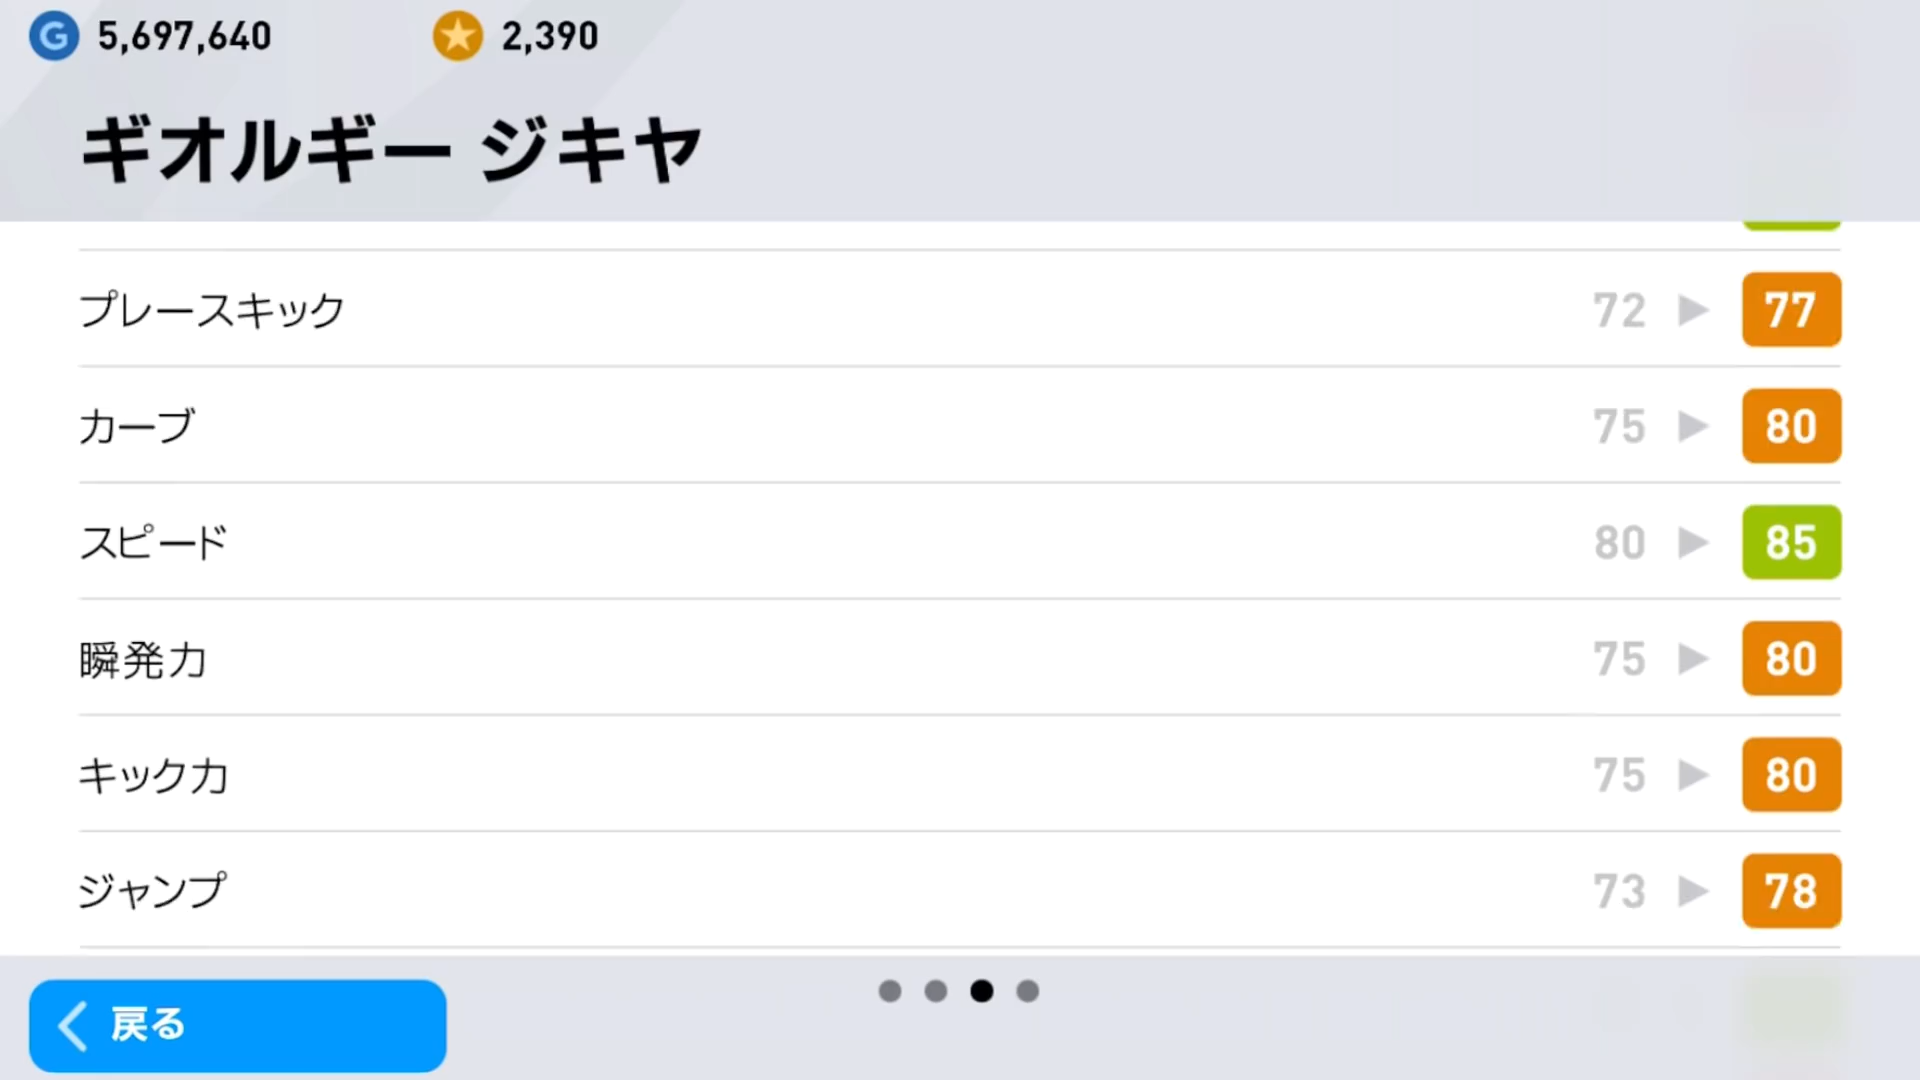 G 5,697,640 2,390
ギオルギー ジキヤ
プレースキック 72 ▶ 77
カーブ 75 ▶ 80
スピード 80 ▶ 85
瞬発力 75 ▶ 80
キック力 75 ▶ 80
ジャンプ 73 ▶ 78
戻る